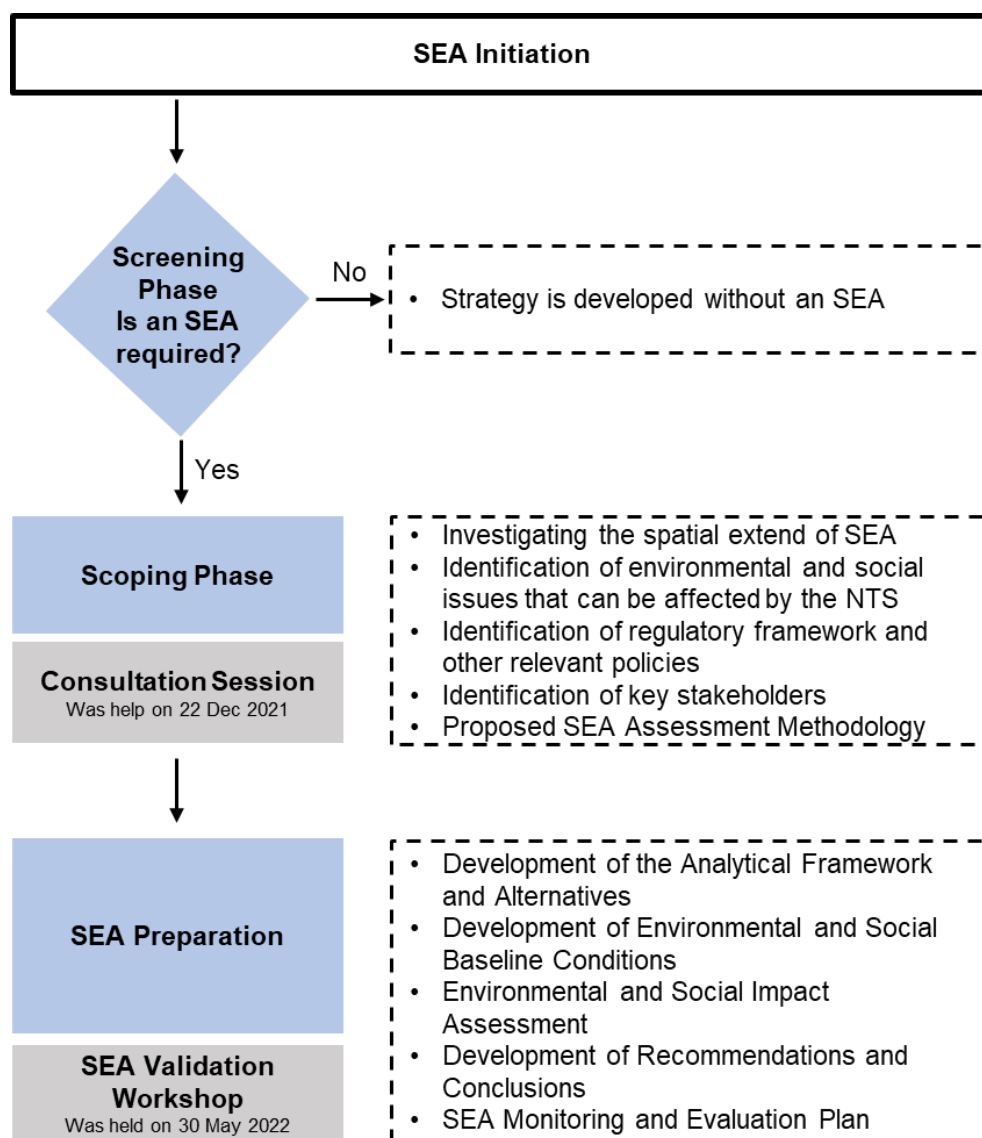 SEA Initiation
Screening
Phase
Is an SEA
required?
No
• Strategy is developed without an SEA
Yes
Scoping Phase
Consultation Session
Was help on 22 Dec 2021
• Investigating the spatial extend of SEA
• Identification of environmental and social
issues that can be affected by the NTS
• Identification of regulatory framework and
other relevant policies
• Identification of key stakeholders
• Proposed SEA Assessment Methodology
SEA Preparation
SEA Validation
Workshop
Was held on 30 May 2022
• Development of the Analytical Framework
and Alternatives
• Development of Environmental and Social
Baseline Conditions
• Environmental and Social Impact
Assessment
• Development of Recommendations and
Conclusions
• SEA Monitoring and Evaluation Plan